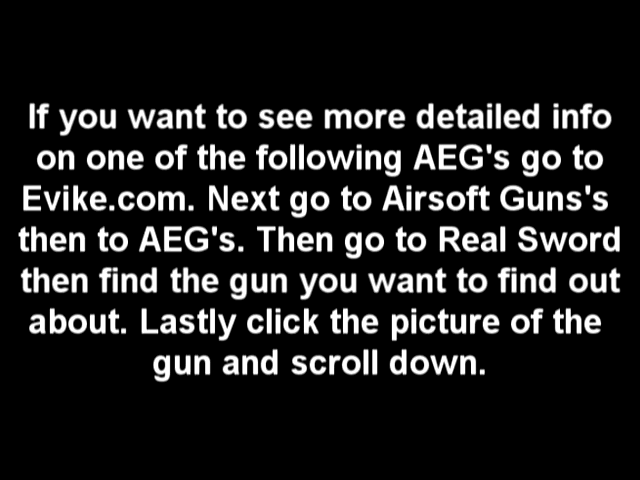 If you want to see more detailed info
on one of the following AEG's go to
Evike.com. Next go to Airsoft Guns's
then to AEG's. Then go to Real Sword
then find the gun you want to find out
about. Lastly click the picture of the
gun and scroll down.